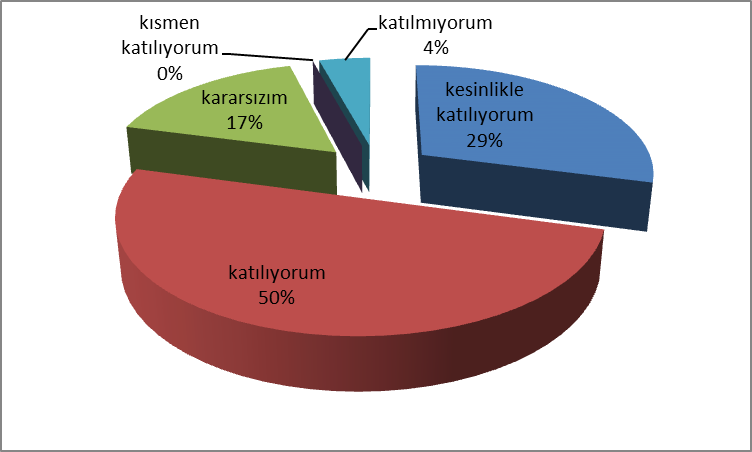 kısmen
katılıyorum
0%
katılmıyorum
4%
kesinlikle
katılıyorum
29%
kararsızım
17%
katılıyorum
50%